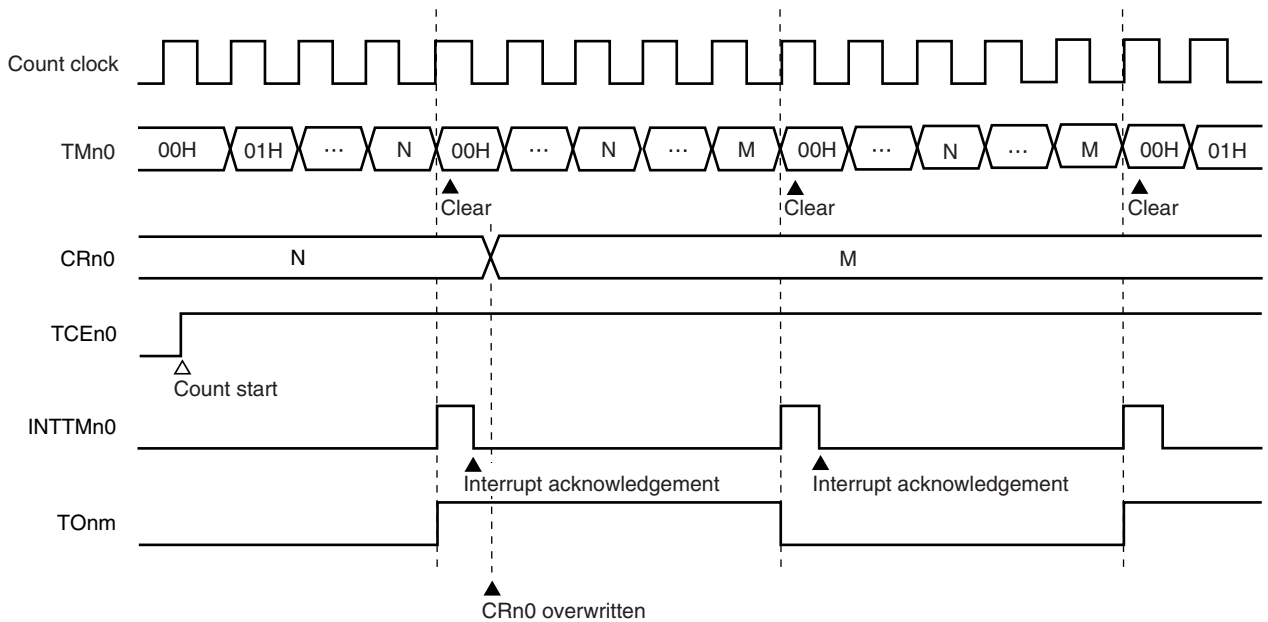 Count clock
TMn0 00H 01H ... N 00H ... N ... M 00H ... N ... M 00H 01H
Clear Clear Clear
CRn0 N M
TCEn0
Count start
INTTMn0
Interrupt acknowledgement Interrupt acknowledgement
TOnm
CRn0 overwritten